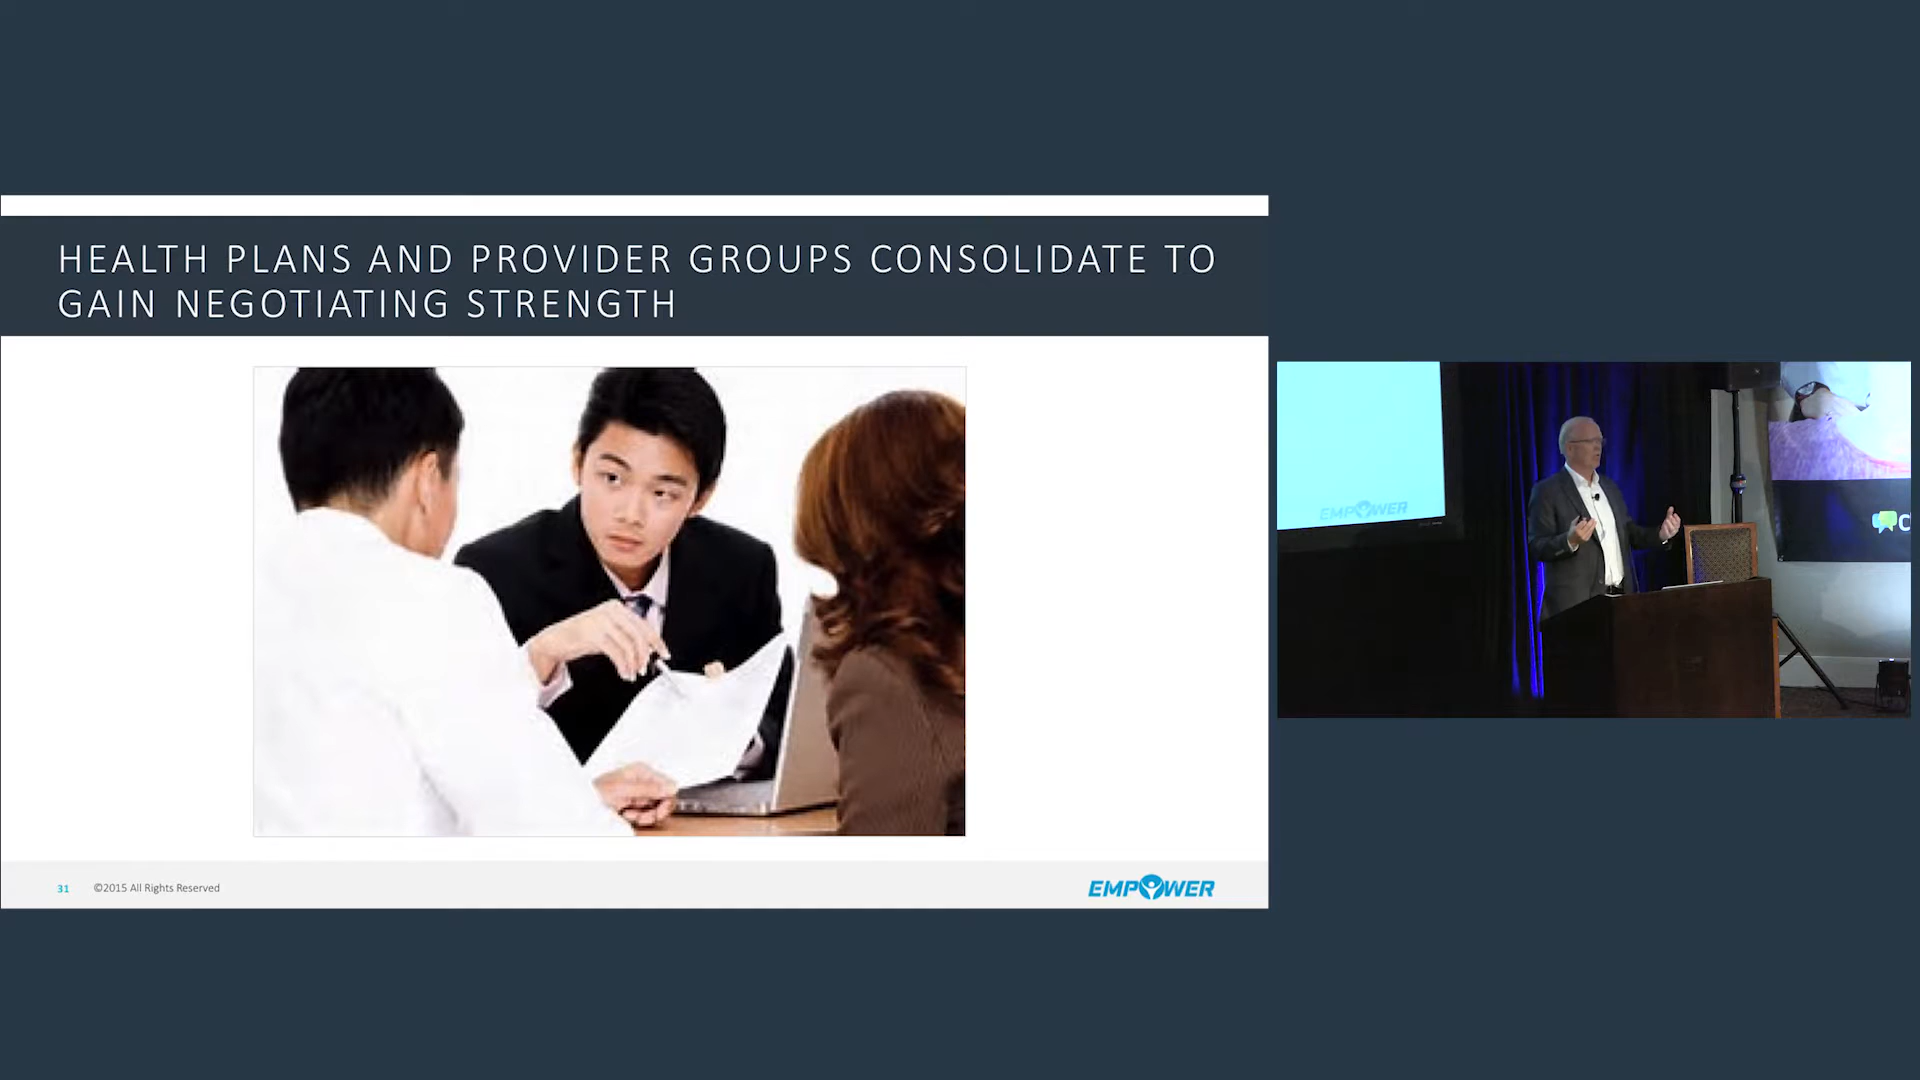 HEALTH PLANS AND PROVIDER GROUPS CONSOLIDATE TO
GAIN NEGOTIATING STRENGTH
31 ©2015 All Rights Reserved
EMPOWER
EMPOWER